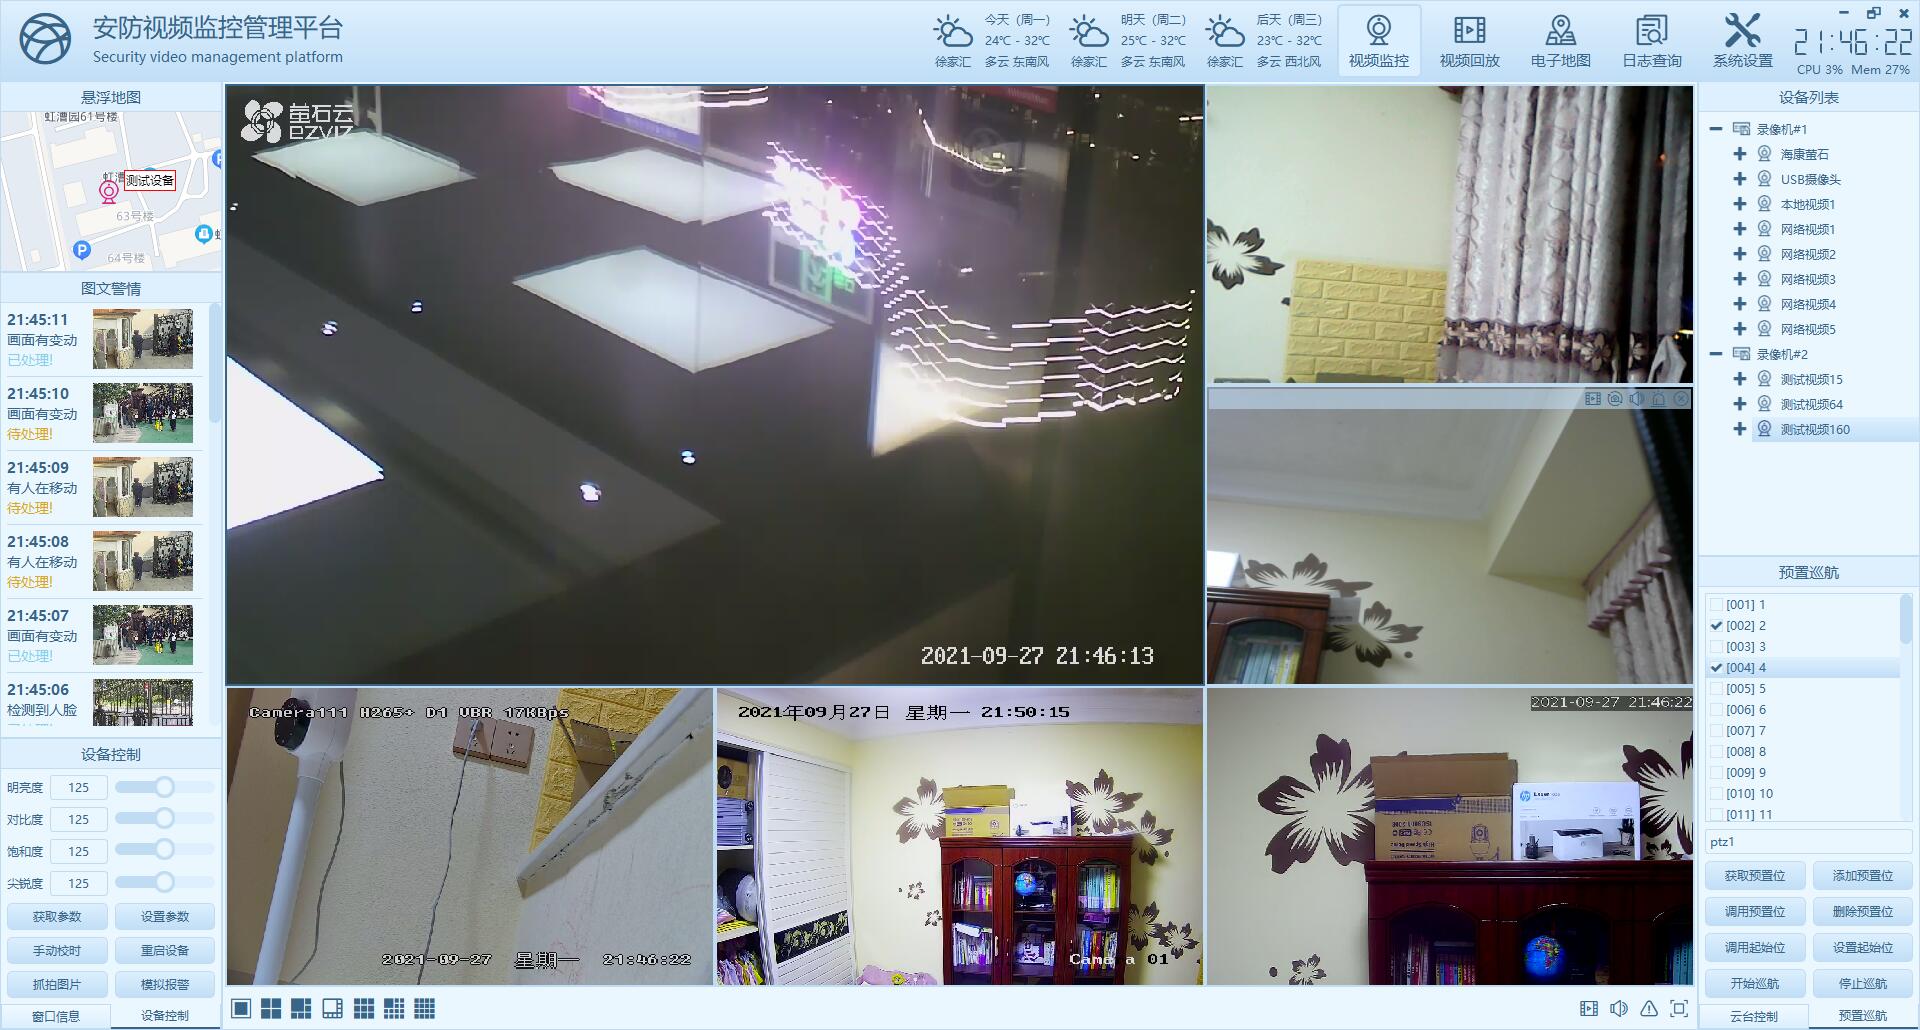 安防视频监控管理平台
Security video management platform
今天（周一）
24℃ - 32℃
徐家汇 多云 东南风
明天（周二）
25℃ - 32℃
徐家汇 多云 东南风
后天（周三）
23℃ - 32℃
徐家汇 多云 西北风
视频监控
视频回放
电子地图
日志查询
系统设置
21:46:22
CPU 3% Mem 27%
悬浮地图
虹漕园61号楼
虹漕
测试设备
63号楼
P
P
64号楼
图文警情
21:45:11
画面有变动
已处理!
21:45:10
画面有变动
待处理!
21:45:09
有人在移动
待处理!
21:45:08
有人在移动
待处理!
21:45:07
画面有变动
已处理!
21:45:06
检测到人脸
设备控制
明亮度 125
对比度 125
饱和度 125
尖锐度 125
获取参数 设置参数
手动校时 重启设备
抓拍图片 模拟报警
窗口信息 设备控制
萤石云
ezviz
2021-09-27 21:46:13
Camera111 H265+ D1 VBR 17KBps
2021-09-27 星期一 21:46:22
2021年09月27日 星期一 21:50:15
Camera 01
2021-09-27 21:46:22
hp Laser
设备列表
录像机#1
海康萤石
USB摄像头
本地视频1
网络视频1
网络视频2
网络视频3
网络视频4
网络视频5
录像机#2
测试视频15
测试视频64
测试视频160
预置巡航
[001] 1
[002] 2
[003] 3
[004] 4
[005] 5
[006] 6
[007] 7
[008] 8
[009] 9
[010] 10
[011] 11
ptz1
获取预置位 添加预置位
调用预置位 删除预置位
调用起始位 设置起始位
开始巡航 停止巡航
云台控制 预置巡航